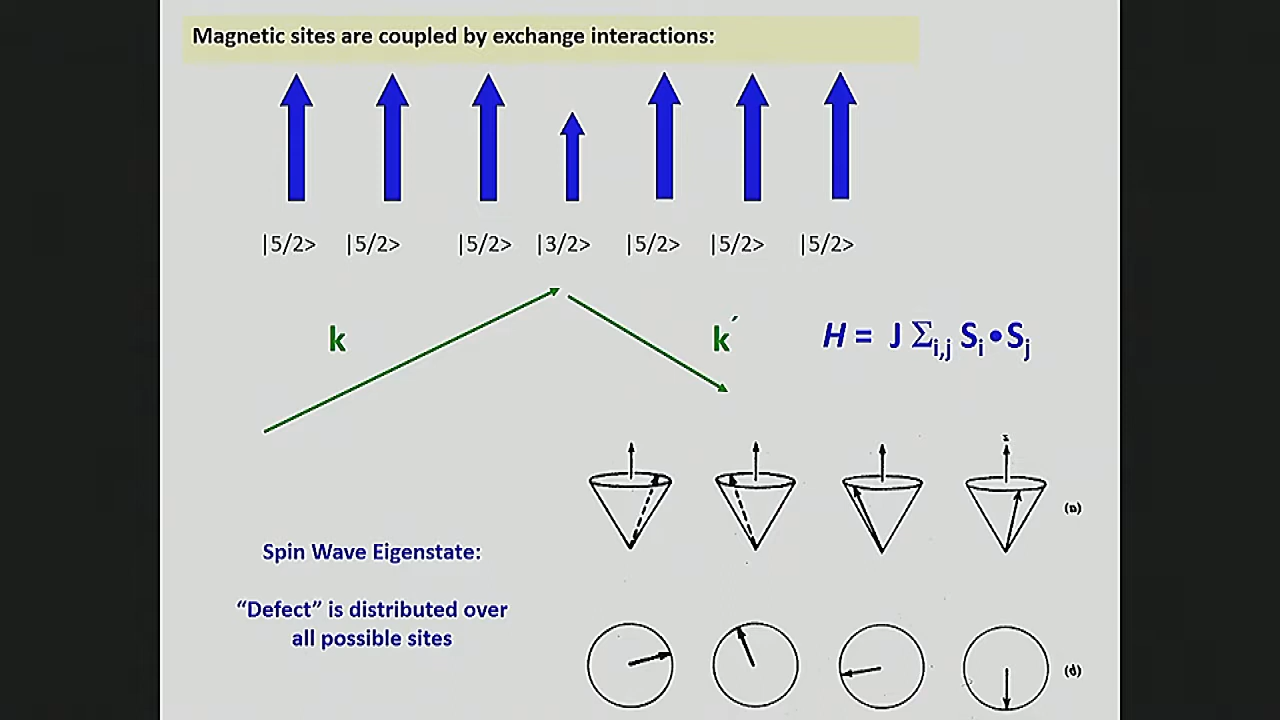 Magnetic sites are coupled by exchange interactions:
|5/2> |5/2> |5/2> |3/2> |5/2> |5/2> |5/2>
k k′ H = J Σi,j Si•Sj
z
(a)
Spin Wave Eigenstate:
“Defect” is distributed over
all possible sites